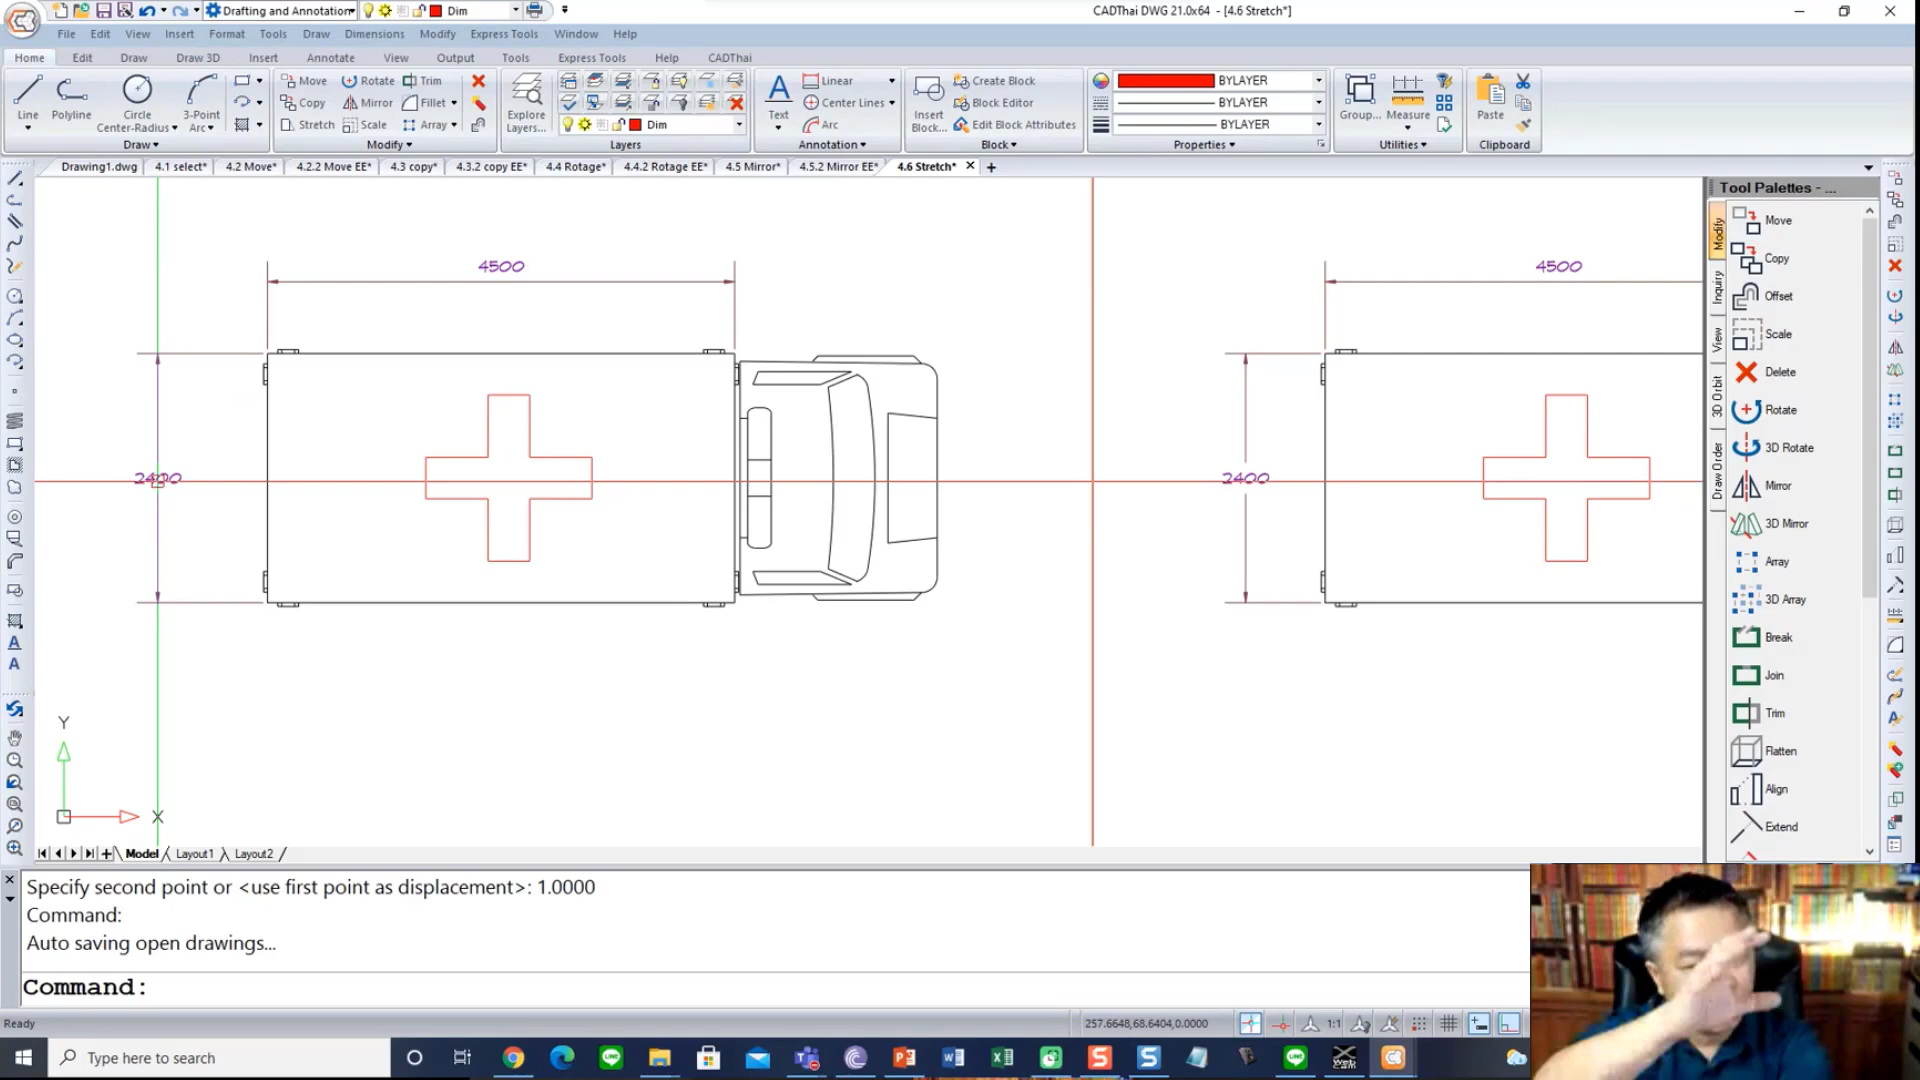 Drafting and Annotation
Dim
CADThai DWG 21.0x64 - [4.6 Stretch*]
File Edit View Insert Format Tools Draw Dimensions Modify Express Tools Window Help
Home Edit Draw Draw 3D Insert Annotate View Output Tools Express Tools Help CADThai
Line
Polyline
Circle
Center-Radius
3-Point
Arc
Draw
Move Rotate Trim
Copy Mirror Fillet
Stretch Scale Array
Modify
Explore
Layers...
Dim
Layers
Text
Linear
Center Lines
Arc
Annotation
Insert
Block...
Create Block
Block Editor
Edit Block Attributes
Block
BYLAYER
BYLAYER
BYLAYER
Properties
Group...
Measure
Utilities
Paste
Clipboard
Drawing1.dwg 4.1 select* 4.2 Move* 4.2.2 Move EE* 4.3 copy* 4.3.2 copy EE* 4.4 Rotage* 4.4.2 Rotage EE* 4.5 Mirror* 4.5.2 Mirror EE* 4.6 Stretch*
4500
2400
4500
2400
Y
X
Tool Palettes - ...
Modify
Inquiry
View
3D Orbit
Draw Order
Move
Copy
Offset
Scale
Delete
Rotate
3D Rotate
Mirror
3D Mirror
Array
3D Array
Break
Join
Trim
Flatten
Align
Extend
Model Layout1 Layout2
Specify second point or <use first point as displacement>: 1.0000
Command:
Auto saving open drawings...
Command:
Ready
257.6648,68.6404,0.0000
1:1
Type here to search